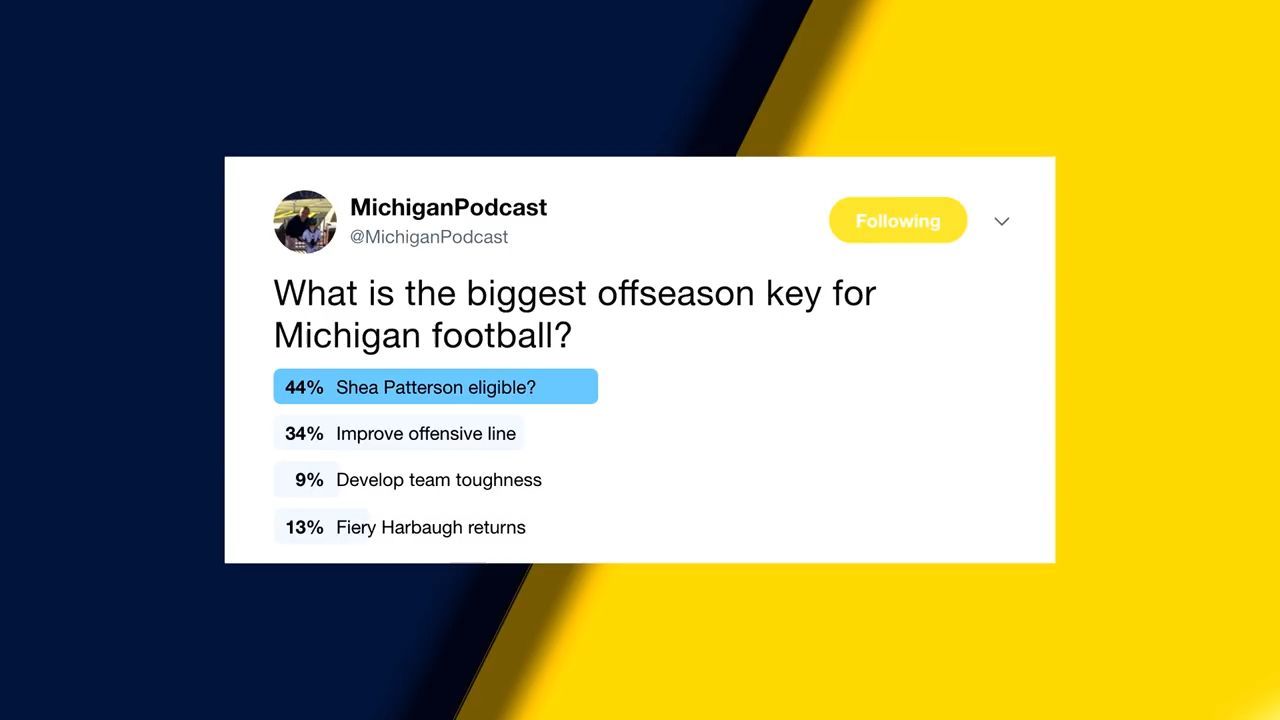 MichiganPodcast
@MichiganPodcast
Following
What is the biggest offseason key for
Michigan football?
44% Shea Patterson eligible?
34% Improve offensive line
9% Develop team toughness
13% Fiery Harbaugh returns